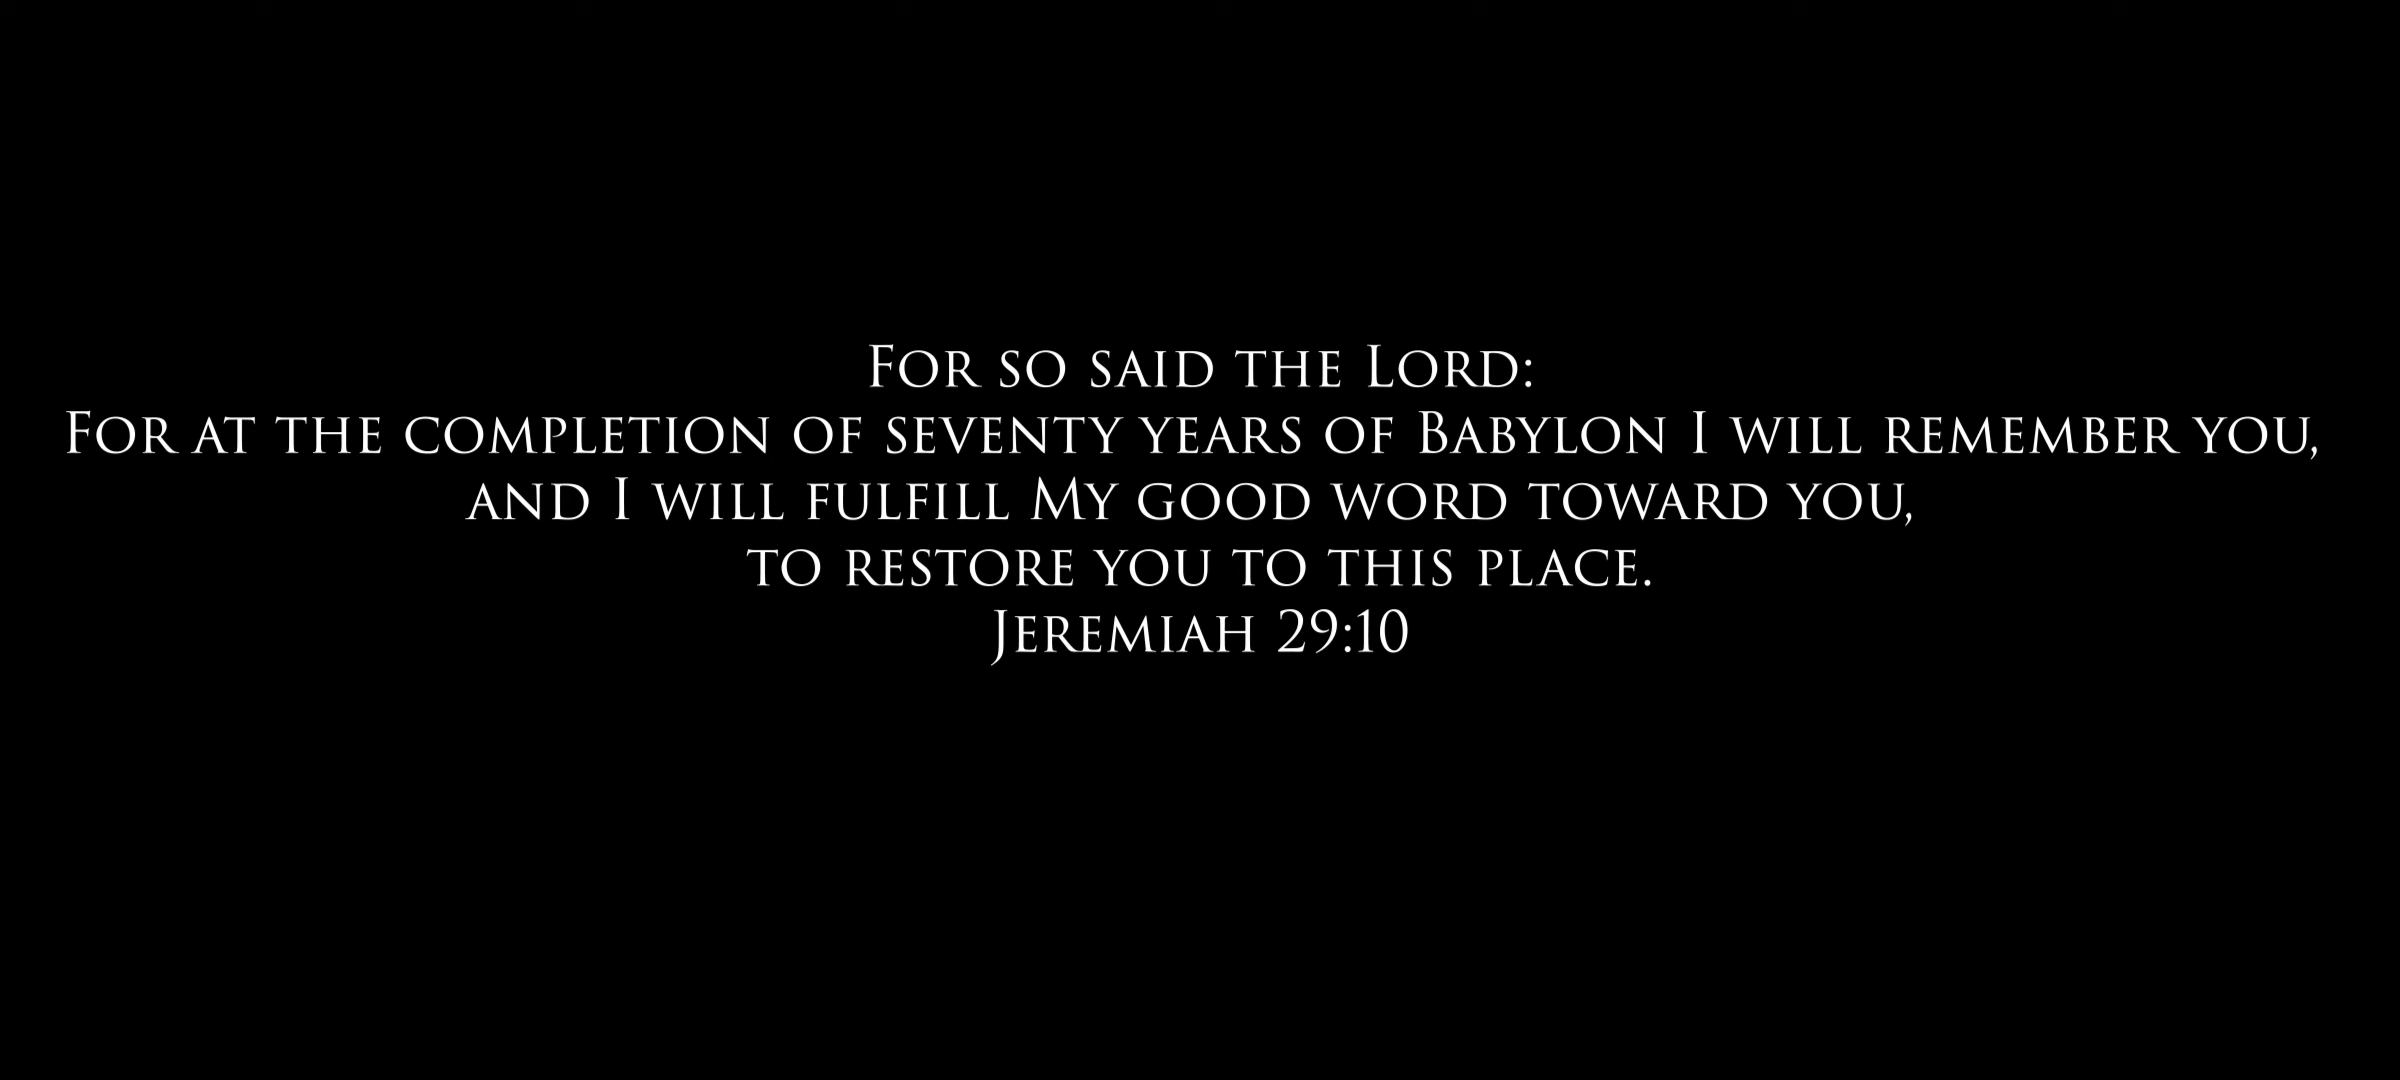 For so said the Lord:
For at the completion of seventy years of Babylon I will remember you,
and I will fulfill My good word toward you,
to restore you to this place.
Jeremiah 29:10